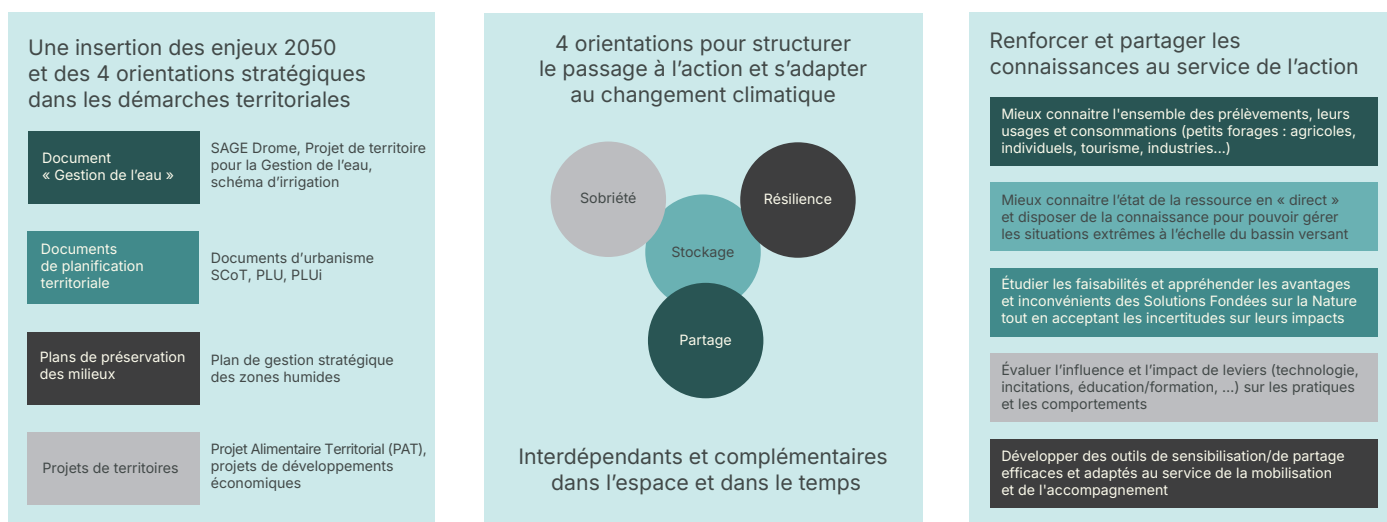 Une insertion des enjeux 2050
et des 4 orientations stratégiques
dans les démarches territoriales
Document
« Gestion de l'eau »
SAGE Drome, Projet de territoire
pour la Gestion de l'eau,
schéma d'irrigation
Documents
de planification
territoriale
Documents d'urbanisme
SCoT, PLU, PLUi
Plans de préservation
des milieux
Plan de gestion stratégique
des zones humides
Projets de territoires
Projet Alimentaire Territorial (PAT),
projets de développements
économiques
4 orientations pour structurer
le passage à l'action et s'adapter
au changement climatique
Sobriété
Résilience
Stockage
Partage
Interdépendants et complémentaires
dans l'espace et dans le temps
Renforcer et partager les
connaissances au service de l'action
Mieux connaitre l'ensemble des prélèvements, leurs
usages et consommations (petits forages : agricoles,
individuels, tourisme, industries...)
Mieux connaitre l'état de la ressource en « direct »
et disposer de la connaissance pour pouvoir gérer
les situations extrêmes à l'échelle du bassin versant
Étudier les faisabilités et appréhender les avantages
et inconvénients des Solutions Fondées sur la Nature
tout en acceptant les incertitudes sur leurs impacts
Évaluer l'influence et l'impact de leviers (technologie,
incitations, éducation/formation, ...) sur les pratiques
et les comportements
Développer des outils de sensibilisation/de partage
efficaces et adaptés au service de la mobilisation
et de l'accompagnement